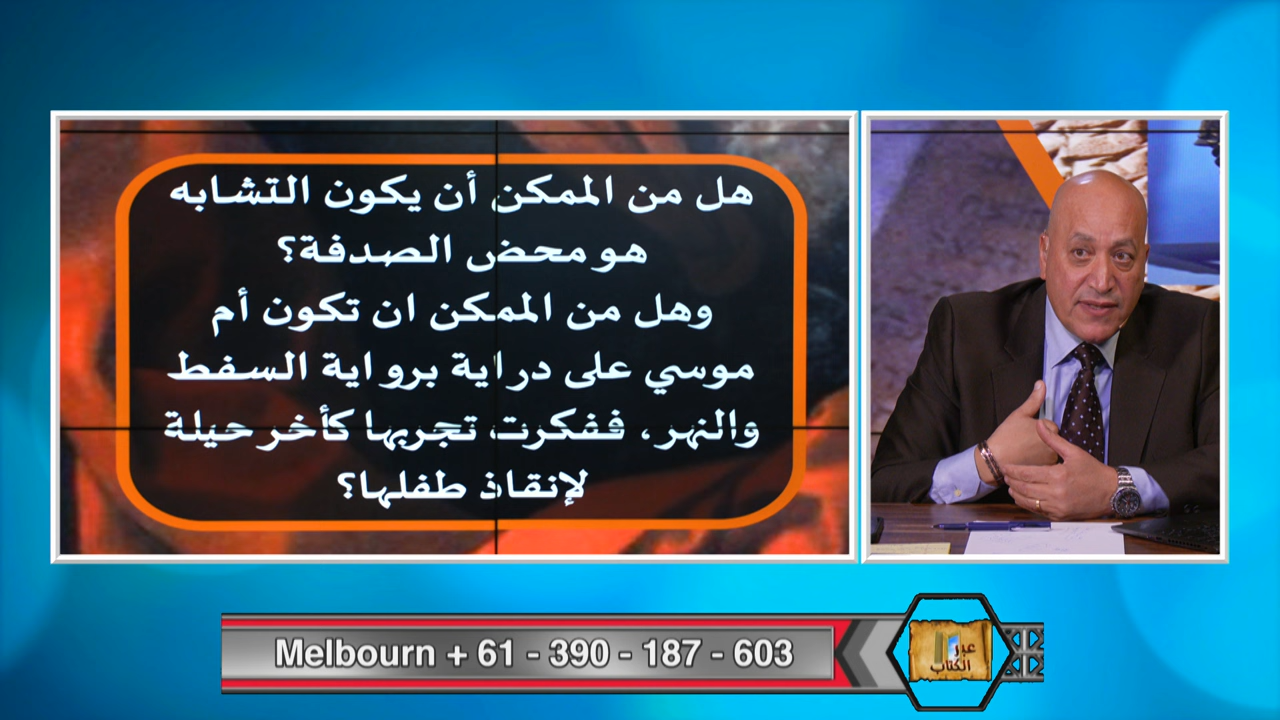 هل من الممكن أن يكون التشابه
هو محض الصدفة؟
وهل من الممكن ان تكون أم
موسي على دراية برواية السفط
والنهر، ففكرت تجربها كأخر حيلة
لإنقاذ طفلها؟
Melbourn + 61 - 390 - 187 - 603
عبر
الكتاب